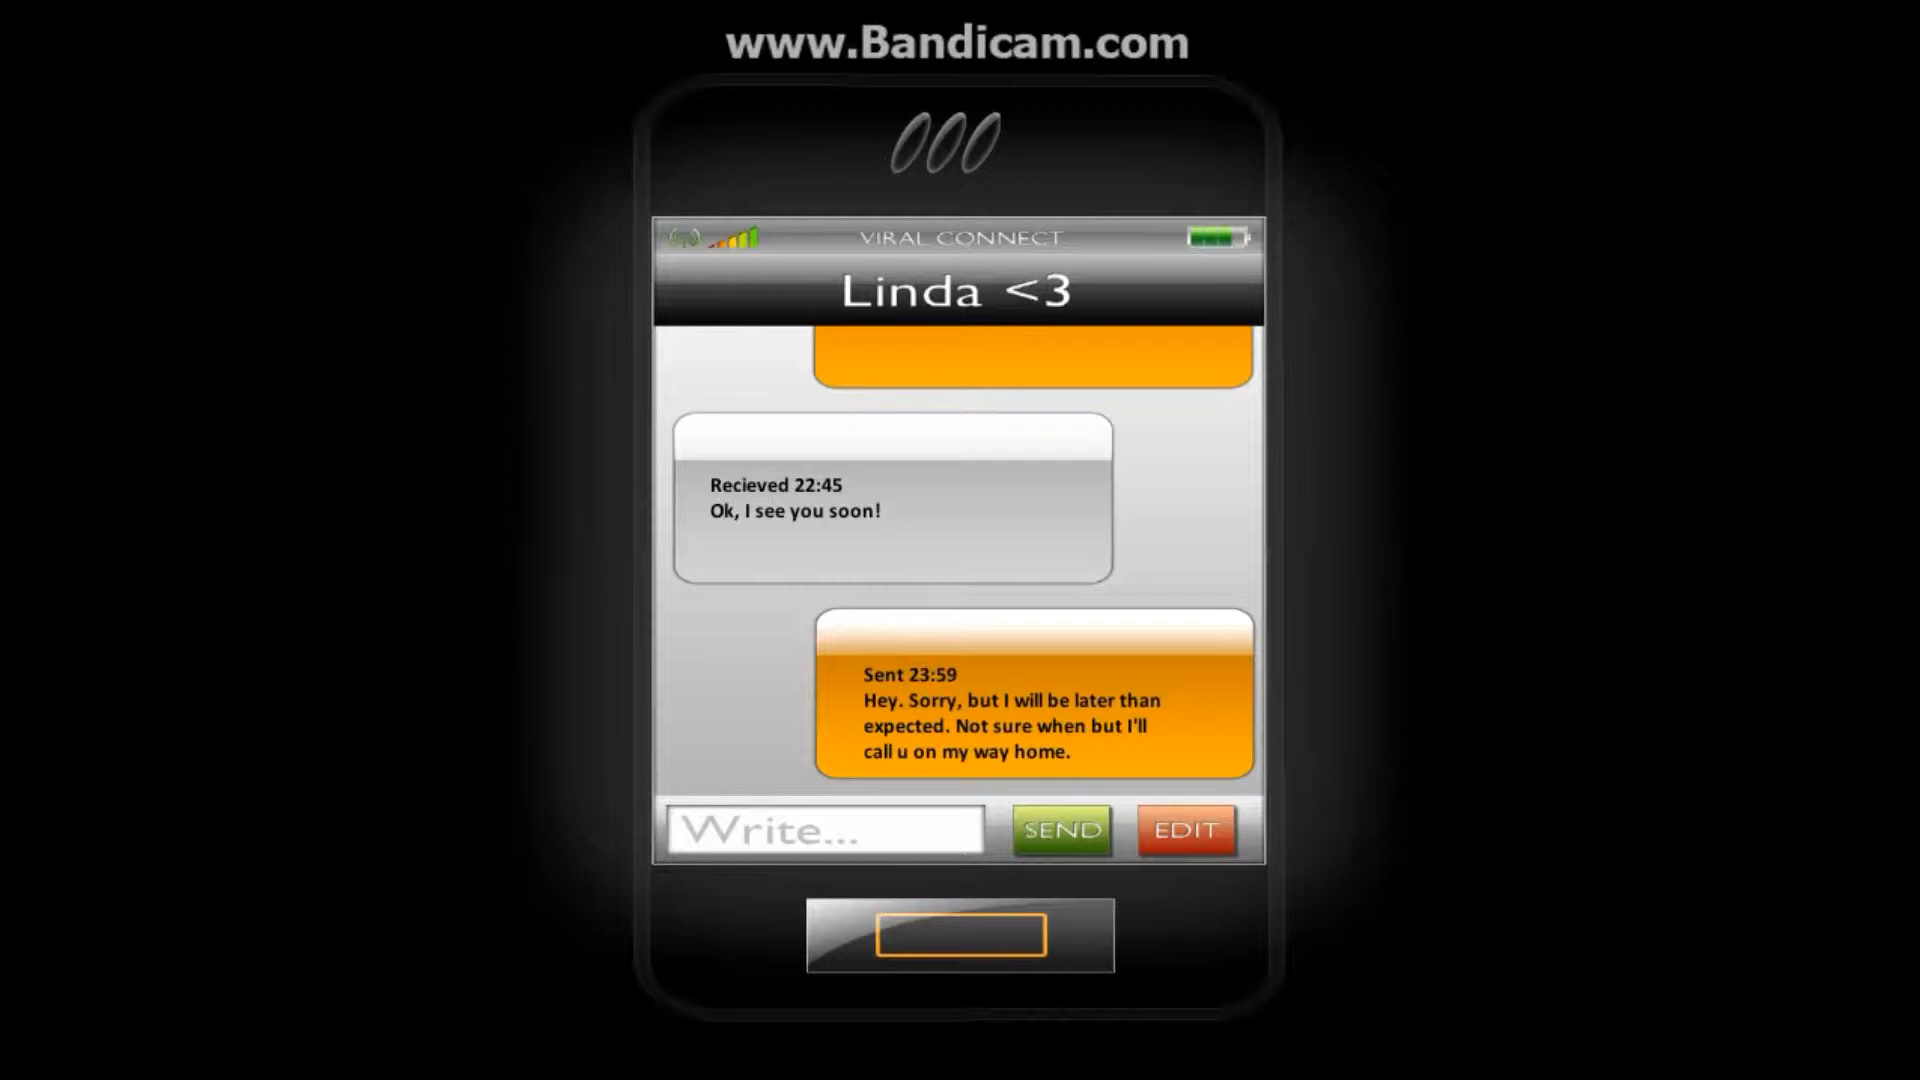 www.Bandicam.com
VIRAL CONNECT
Linda <3
Recieved 22:45
Ok, I see you soon!
Sent 23:59
Hey. Sorry, but I will be later than
expected. Not sure when but I'll
call u on my way home.
Write...
SEND
EDIT